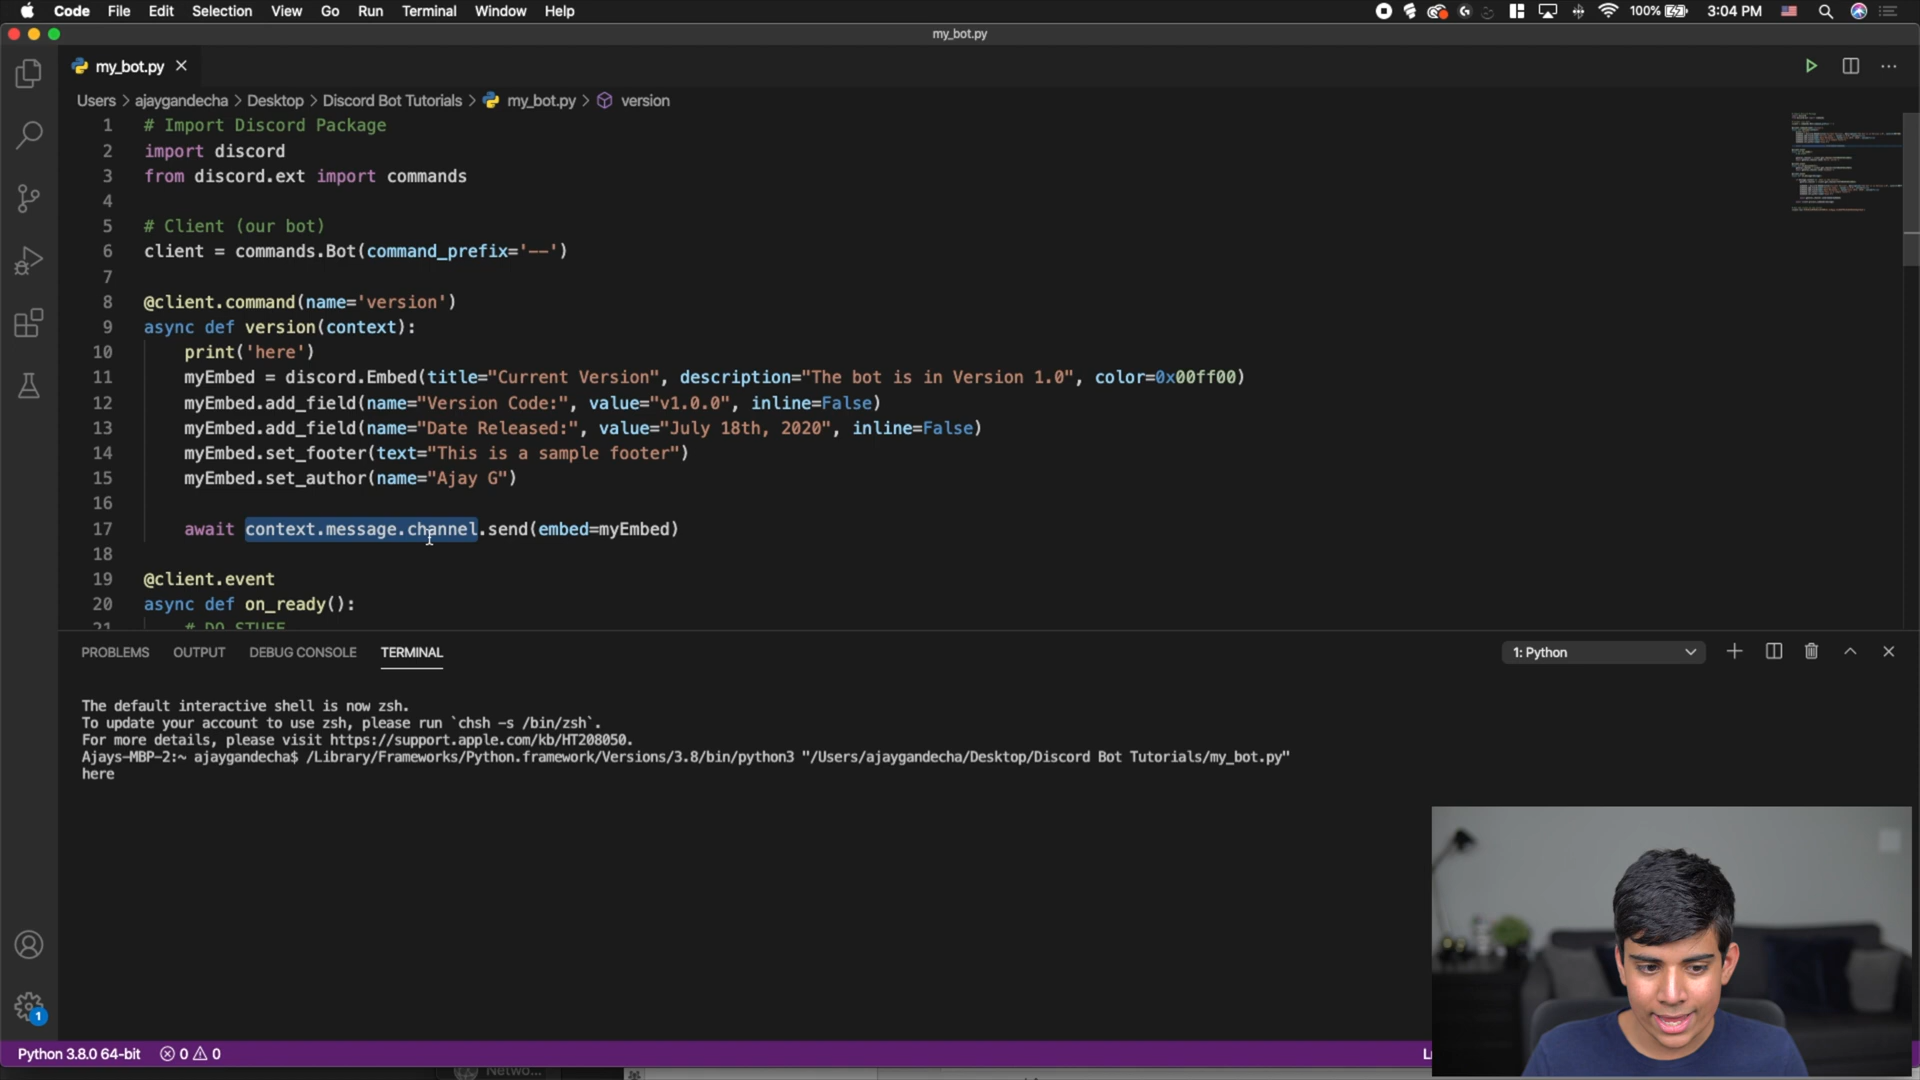 Code File Edit Selection View Go Run Terminal Window Help
100% 3:04 PM
my_bot.py
my_bot.py
Users > ajaygandecha > Desktop > Discord Bot Tutorials > my_bot.py > version
1 # Import Discord Package
2 import discord
3 from discord.ext import commands
4
5 # Client (our bot)
6 client = commands.Bot(command_prefix='--')
7
8 @client.command(name='version')
9 async def version(context):
10 print('here')
11 myEmbed = discord.Embed(title="Current Version", description="The bot is in Version 1.0", color=0x00ff00)
12 myEmbed.add_field(name="Version Code:", value="v1.0.0", inline=False)
13 myEmbed.add_field(name="Date Released:", value="July 18th, 2020", inline=False)
14 myEmbed.set_footer(text="This is a sample footer")
15 myEmbed.set_author(name="Ajay G")
16
17 await context.message.channel.send(embed=myEmbed)
18
19 @client.event
20 async def on_ready():
21 # DO STUFF
PROBLEMS OUTPUT DEBUG CONSOLE TERMINAL 1: Python
The default interactive shell is now zsh.
To update your account to use zsh, please run `chsh -s /bin/zsh`.
For more details, please visit https://support.apple.com/kb/HT208050.
Ajays-MBP-2:~ ajaygandecha$ /Library/Frameworks/Python.framework/Versions/3.8/bin/python3 "/Users/ajaygandecha/Desktop/Discord Bot Tutorials/my_bot.py"
here
1
Python 3.8.0 64-bit 0 0
Netwo...